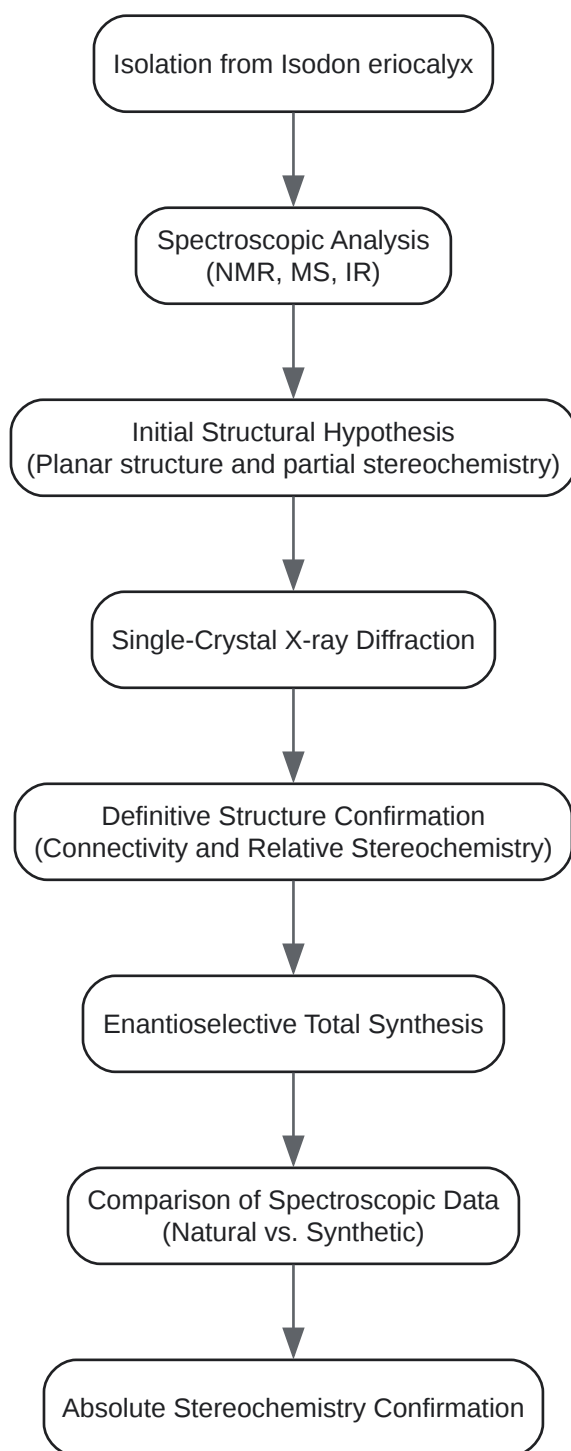 Isolation from Isodon eriocalyx
Spectroscopic Analysis
(NMR, MS, IR)
Initial Structural Hypothesis
(Planar structure and partial stereochemistry)
Single-Crystal X-ray Diffraction
Definitive Structure Confirmation
(Connectivity and Relative Stereochemistry)
Enantioselective Total Synthesis
Comparison of Spectroscopic Data
(Natural vs. Synthetic)
Absolute Stereochemistry Confirmation